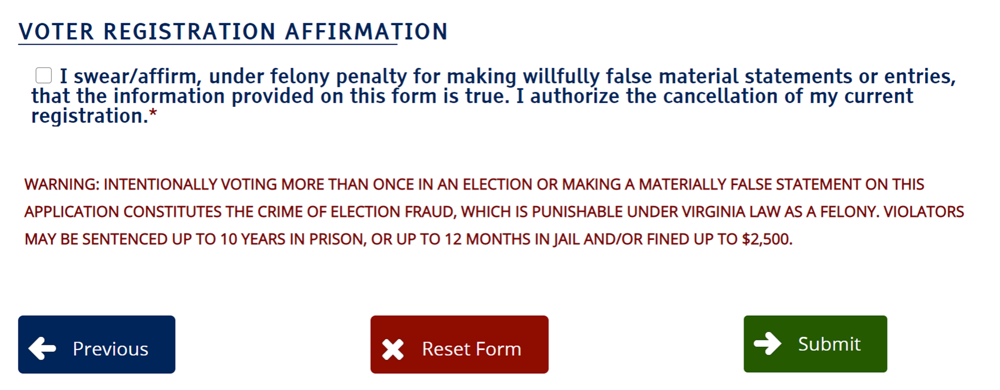 VOTER REGISTRATION AFFIRMATION
I swear/affirm, under felony penalty for making willfully false material statements or entries,
that the information provided on this form is true. I authorize the cancellation of my current
registration.*
WARNING: INTENTIONALLY VOTING MORE THAN ONCE IN AN ELECTION OR MAKING A MATERIALLY FALSE STATEMENT ON THIS
APPLICATION CONSTITUTES THE CRIME OF ELECTION FRAUD, WHICH IS PUNISHABLE UNDER VIRGINIA LAW AS A FELONY. VIOLATORS
MAY BE SENTENCED UP TO 10 YEARS IN PRISON, OR UP TO 12 MONTHS IN JAIL AND/OR FINED UP TO $2,500.
Previous
Reset Form
Submit